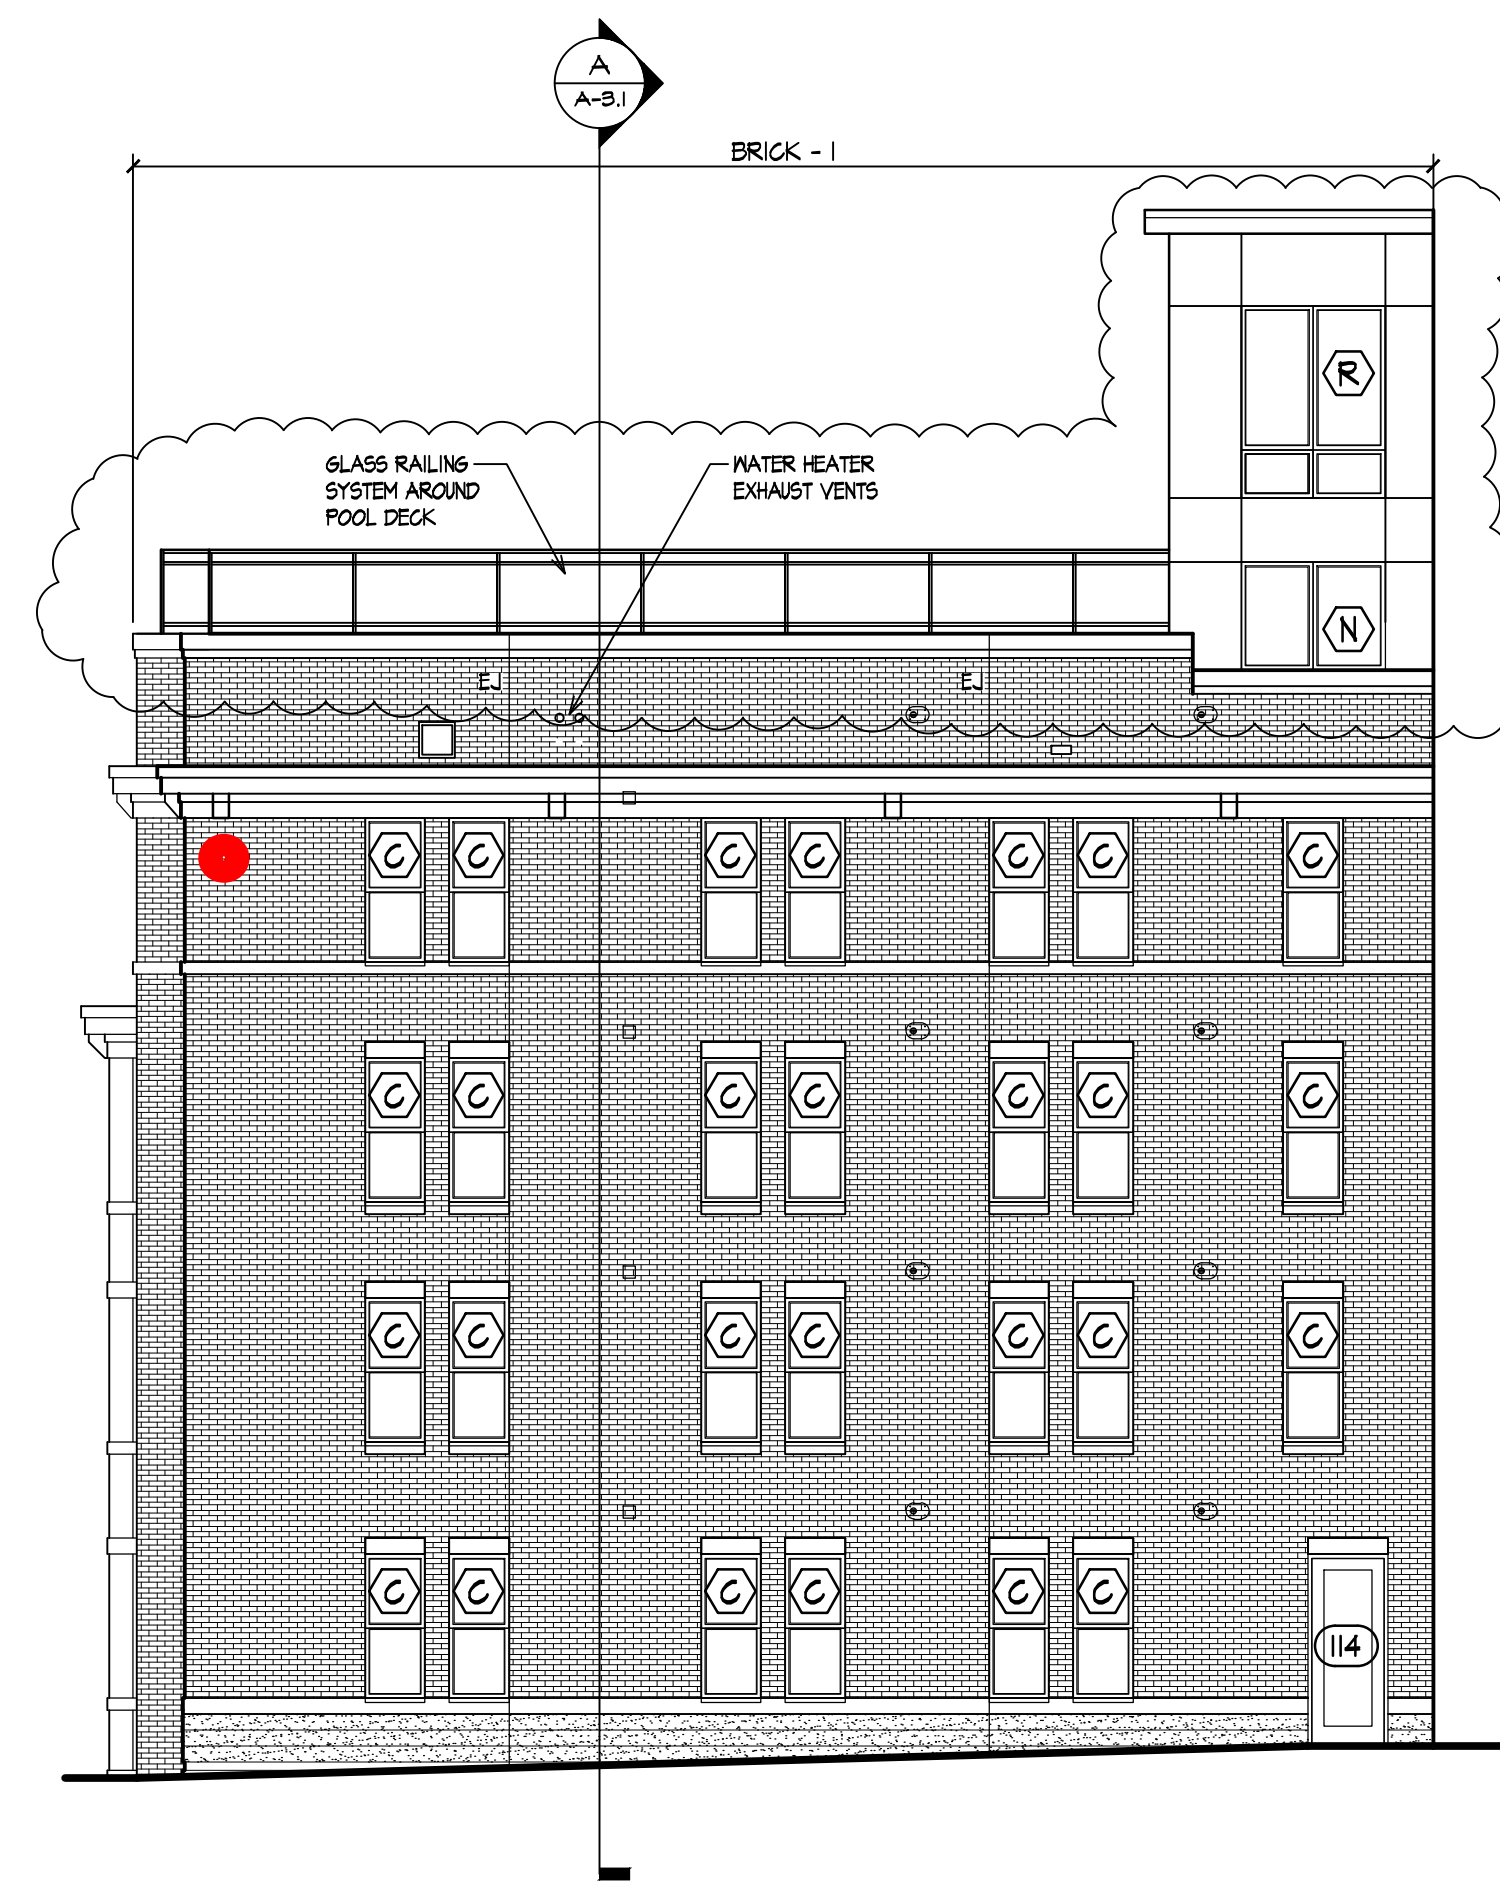 A
A-3.1
BRICK - 1
R
GLASS RAILING
SYSTEM AROUND
POOL DECK
WATER HEATER
EXHAUST VENTS
N
EJ EJ
C C C C C C C
C C C C C C C
C C C C C C C
C C C C C C
114